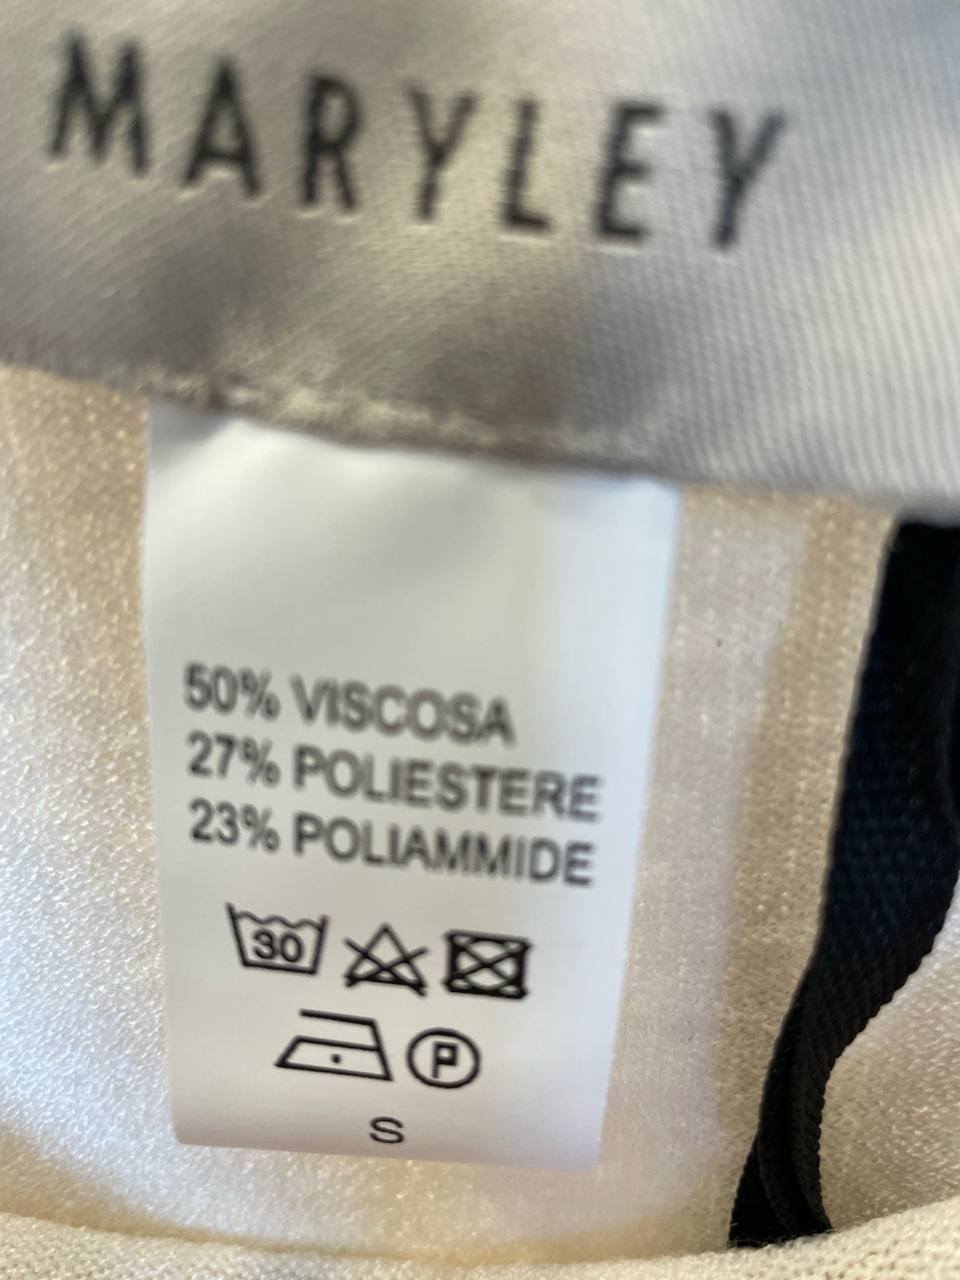 MARYLEY
50% VISCOSA
27% POLIESTERE
23% POLIAMMIDE
30
P
S